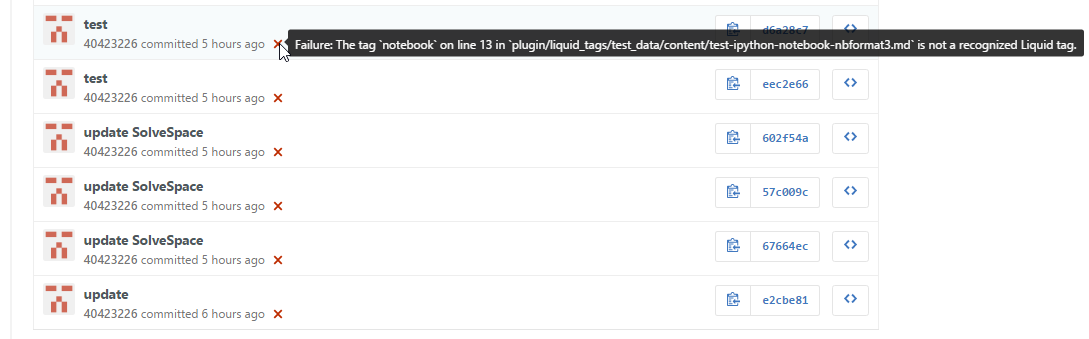 test
d6a28c7
40423226 committed 5 hours ago
Failure: The tag `notebook` on line 13 in `plugin/liquid_tags/test_data/content/test-ipython-notebook-nbformat3.md` is not a recognized Liquid tag.
test
40423226 committed 5 hours ago
eec2e66
update SolveSpace
40423226 committed 5 hours ago
602f54a
update SolveSpace
40423226 committed 5 hours ago
57c009c
update SolveSpace
40423226 committed 5 hours ago
67664ec
update
40423226 committed 6 hours ago
e2cbe81